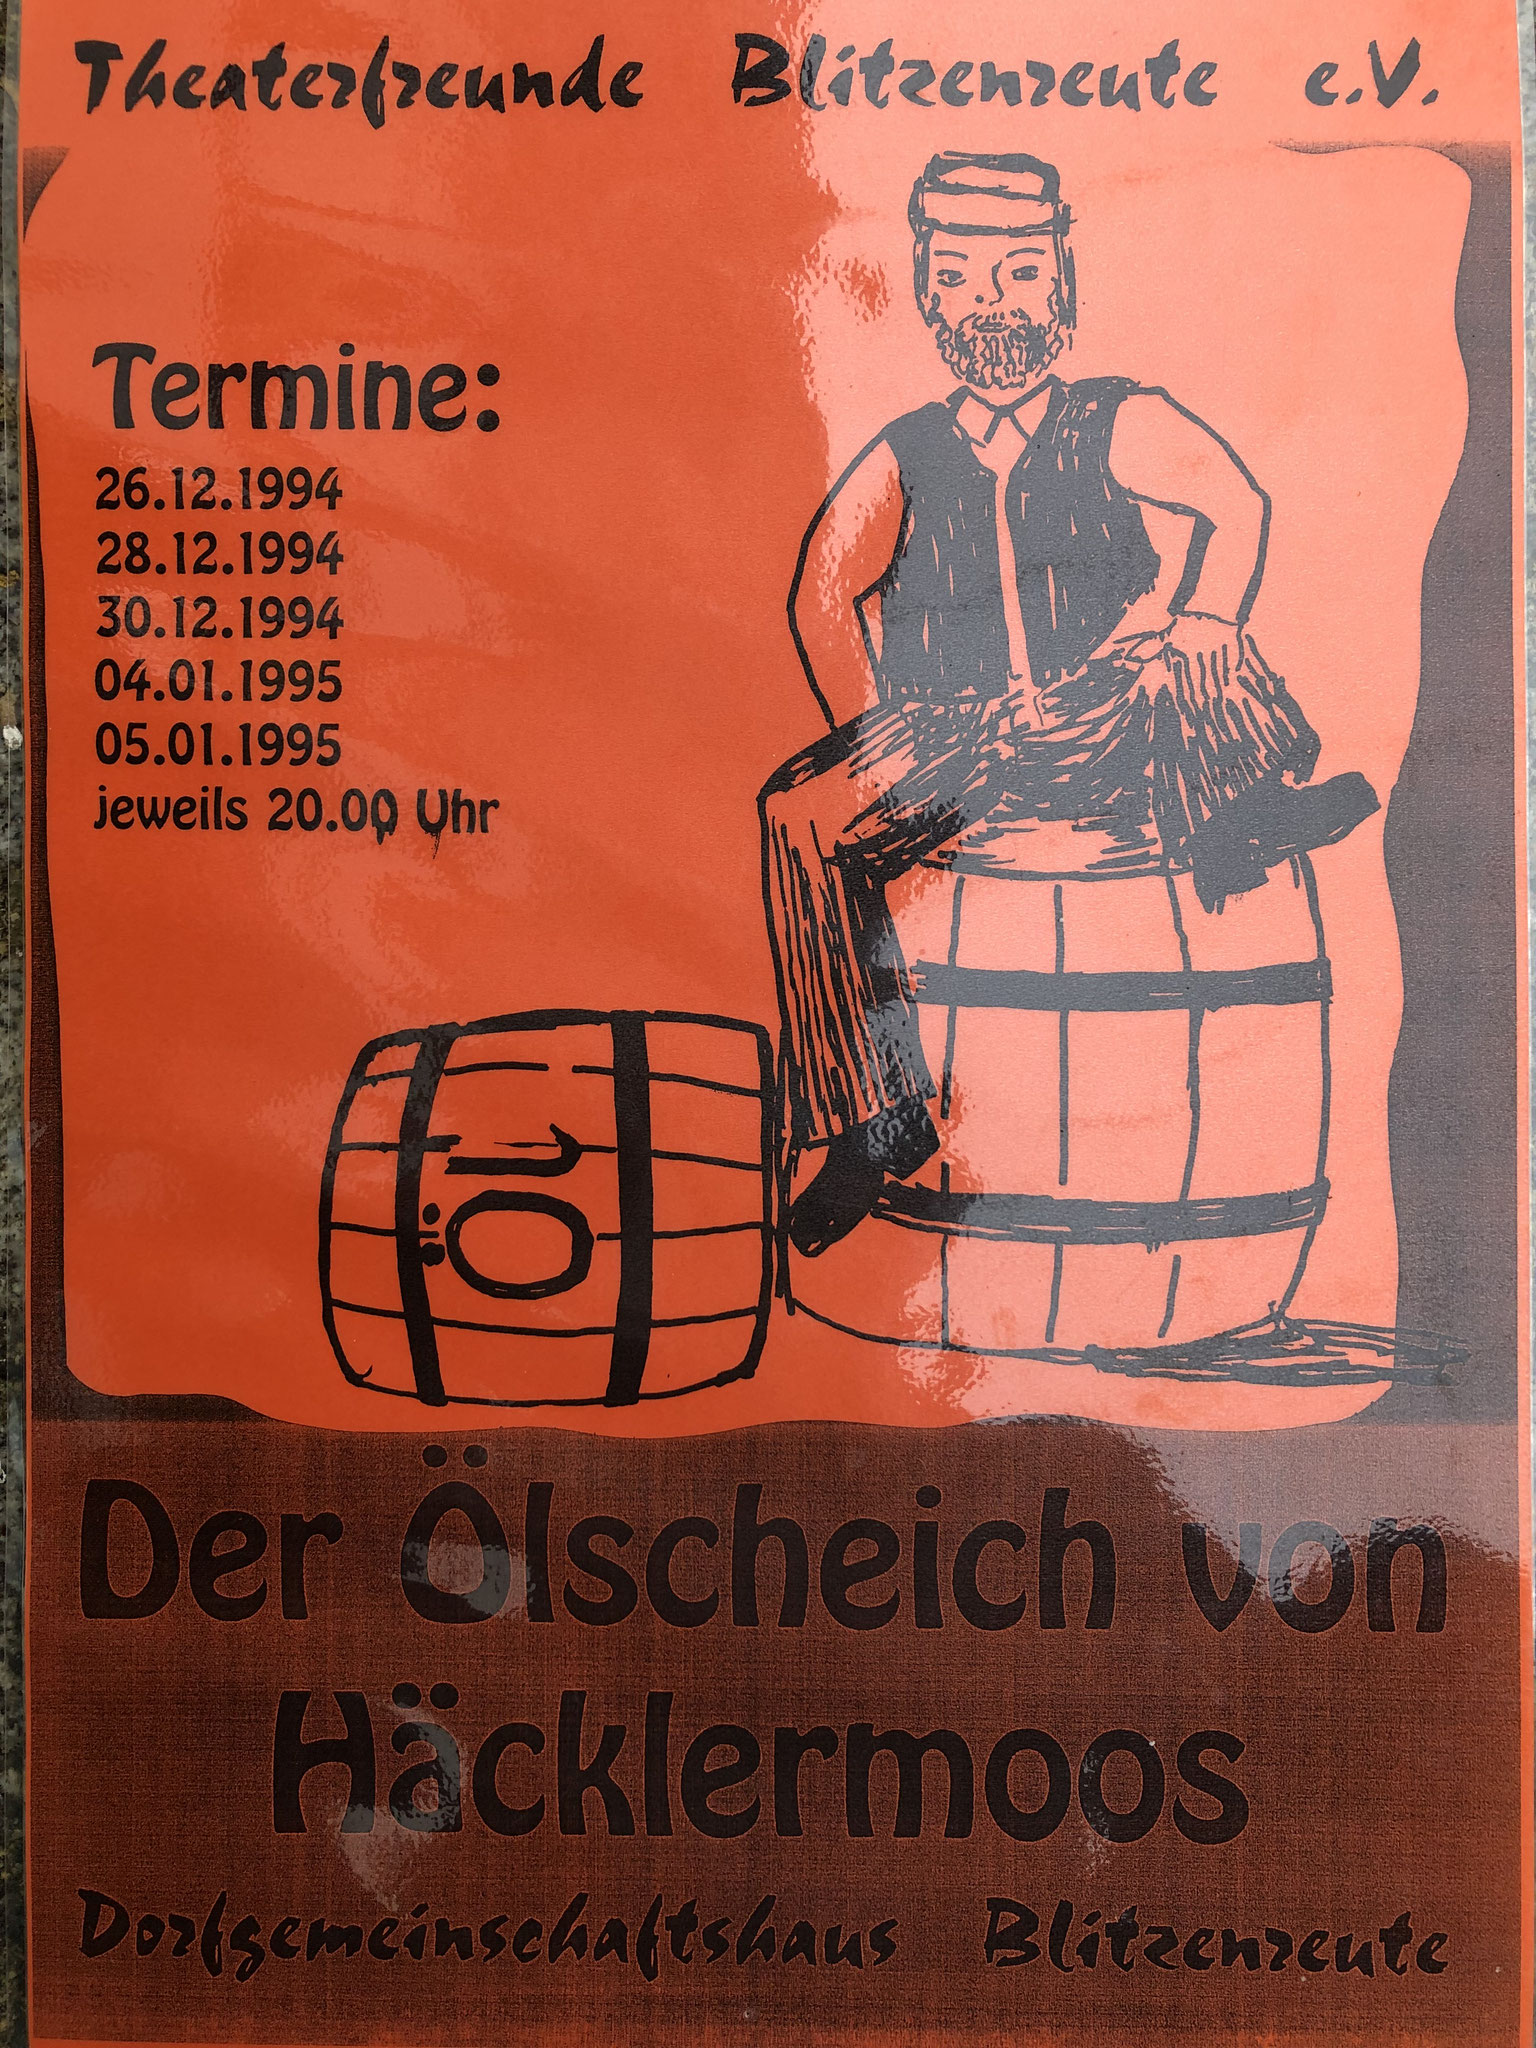 Theaterfreunde Blitzenreute e.V.
Termine:
26.12.1994
28.12.1994
30.12.1994
04.01.1995
05.01.1995
jeweils 20.00 Uhr
ÖL
Der Ölscheich von
Häcklermoos
Dorfgemeinschaftshaus Blitzenreute